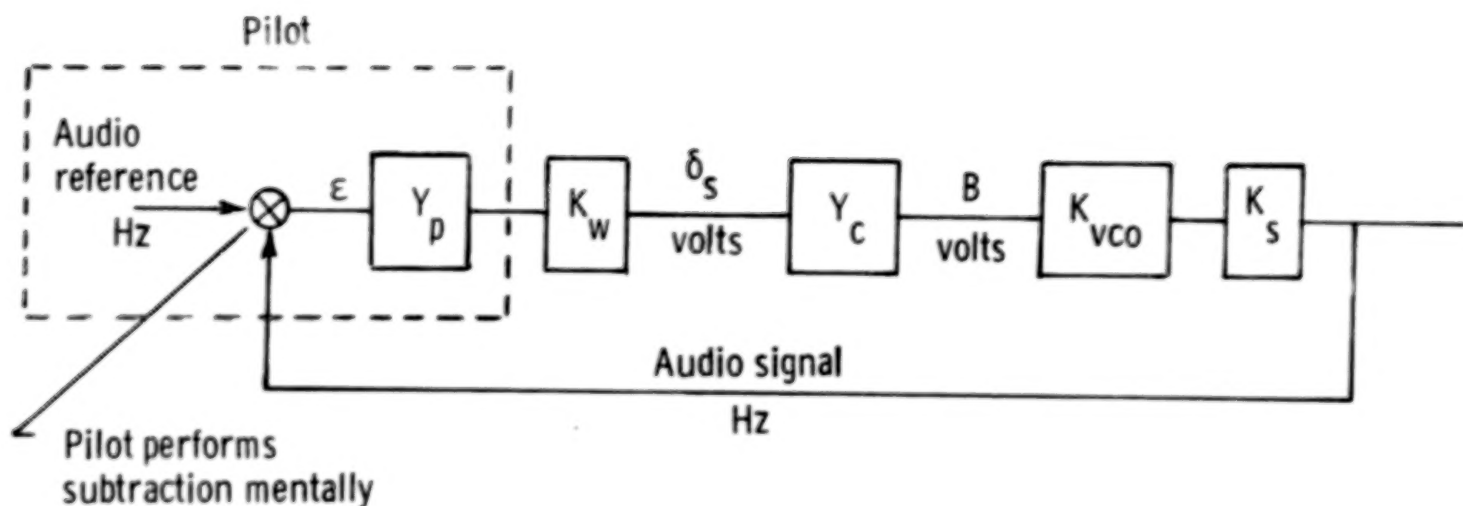 Pilot
Audio
reference
Hz
ε
Y_p
K_w
δ_s
volts
Y_c
B
volts
K_vco
K_s
Audio signal
Hz
Pilot performs
subtraction mentally